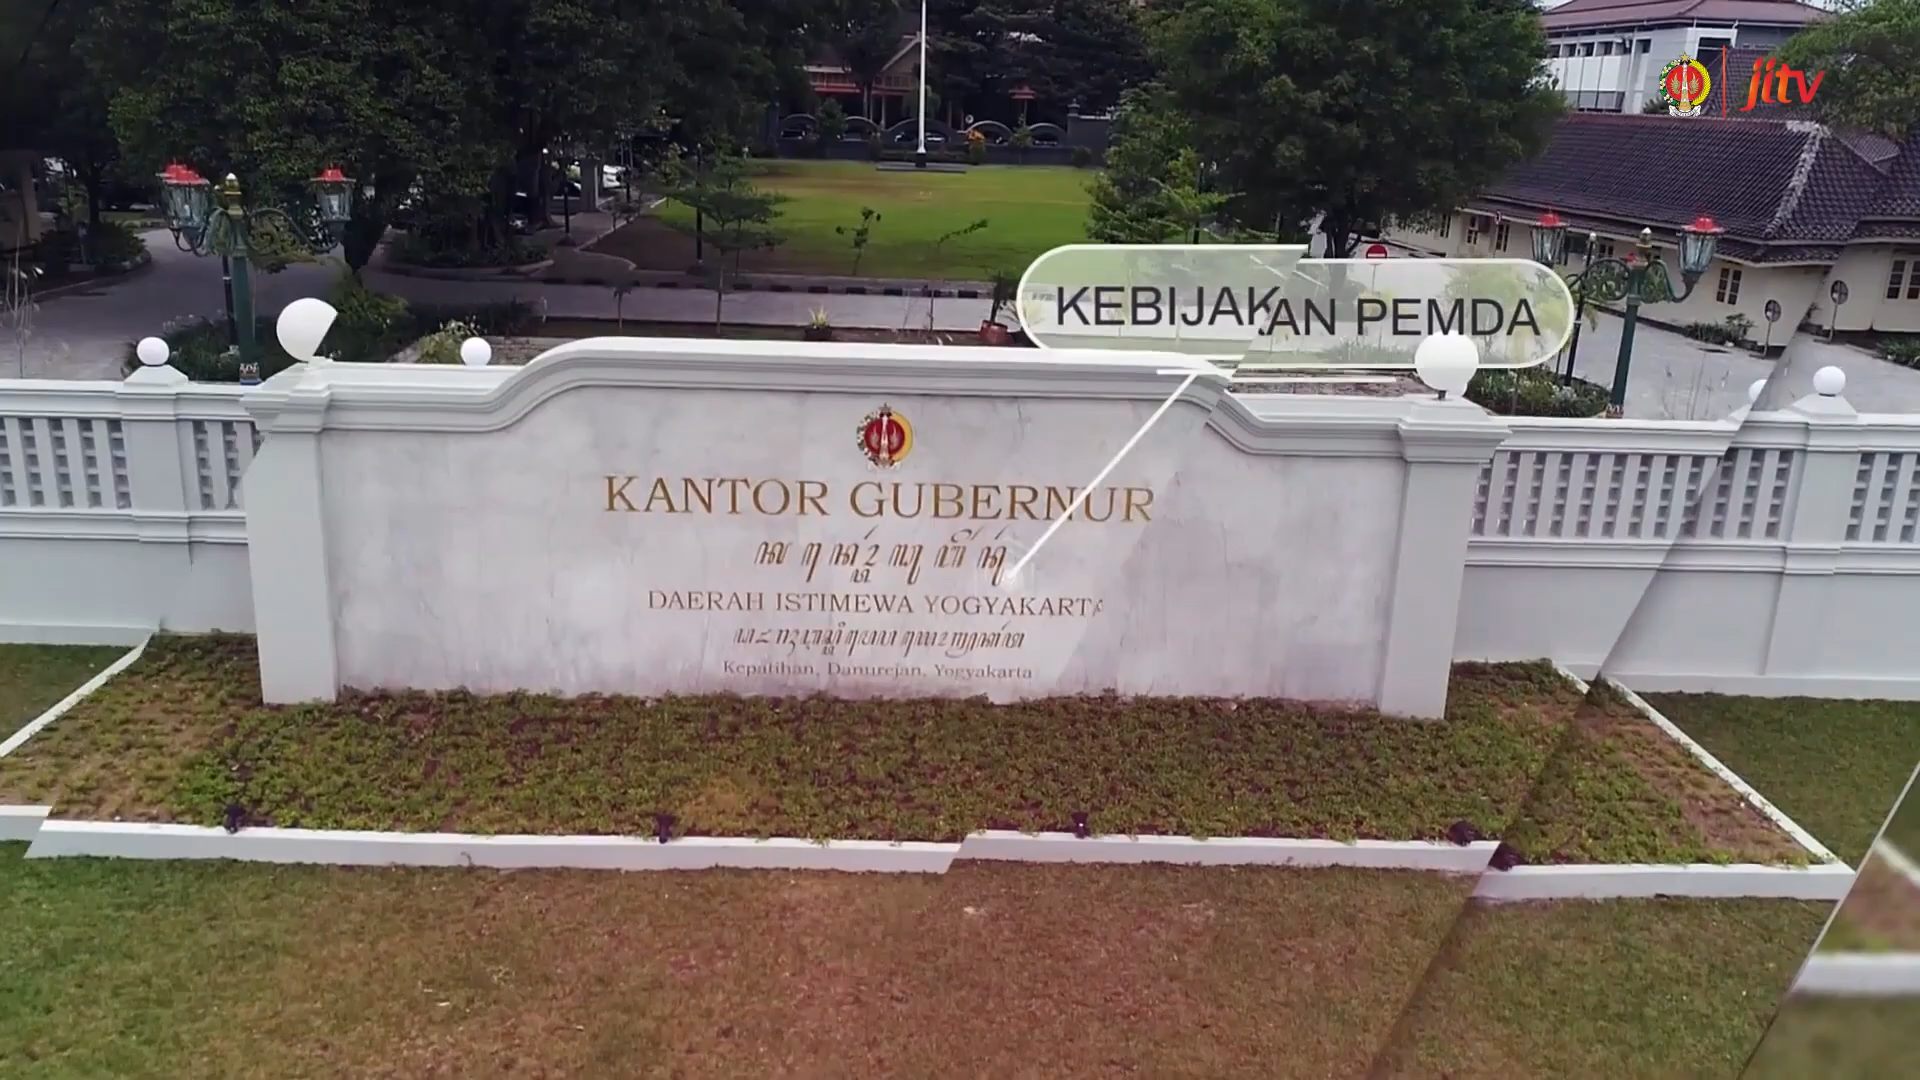 jitv
KEBIJAKAN PEMDA
KANTOR GUBERNUR
DAERAH ISTIMEWA YOGYAKARTA
Kepatihan, Danurejan, Yogyakarta